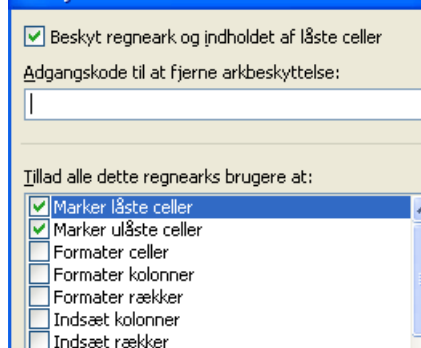 Beskyt regneark og indholdet af låste celler
Adgangskode til at fjerne arkbeskyttelse:
Tillad alle dette regnearks brugere at:
Marker låste celler
Marker ulåste celler
Formater celler
Formater kolonner
Formater rækker
Indsæt kolonner
Indsæt rækker